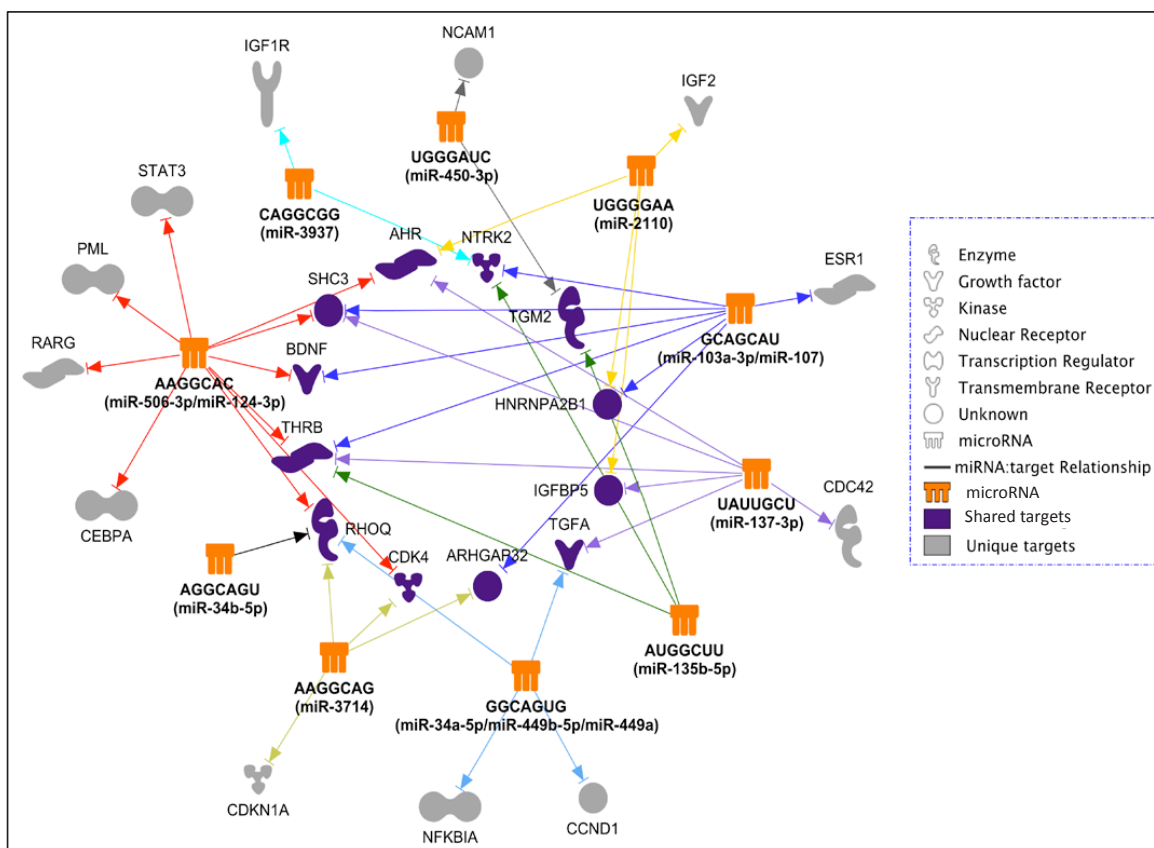 NCAM1
IGF1R
IGF2
UGGGAUC
(miR-450-3p)
STAT3
CAGGCGG
(miR-3937)
UGGGGAA
(miR-2110)
AHR
NTRK2
PML
SHC3
ESR1
TGM2
GCAGCAU
(miR-103a-3p/miR-107)
RARG
BDNF
AAGGCAC
(miR-506-3p/miR-124-3p)
HNRNPA2B1
THRB
IGFBP5
UAUUGCU
(miR-137-3p)
CDC42
CEBPA
RHOQ
TGFA
CDK4
ARHGAP32
AGGCAGU
(miR-34b-5p)
AUGGCUU
(miR-135b-5p)
AAGGCAG
(miR-3714)
GGCAGUG
(miR-34a-5p/miR-449b-5p/miR-449a)
CDKN1A
NFKBIA
CCND1
Enzyme
Growth factor
Kinase
Nuclear Receptor
Transcription Regulator
Transmembrane Receptor
Unknown
microRNA
miRNA:target Relationship
microRNA
Shared targets
Unique targets